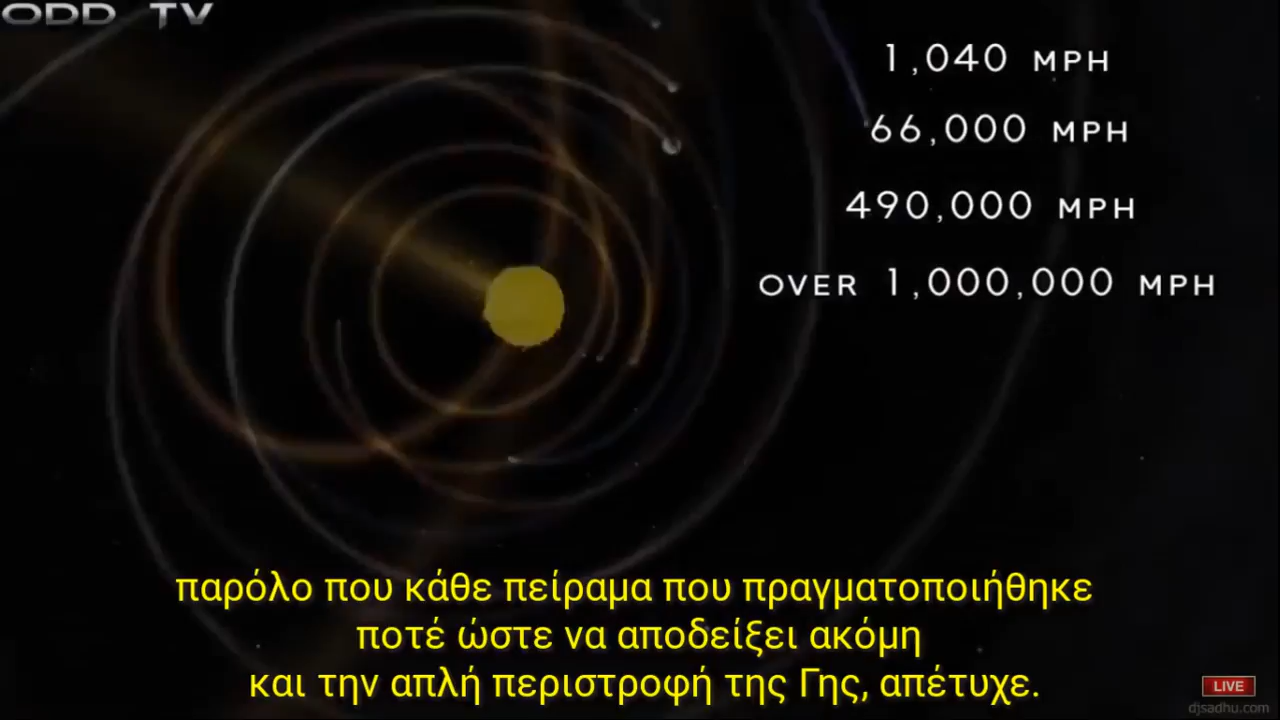 ODD TV
1,040 MPH
66,000 MPH
490,000 MPH
OVER 1,000,000 MPH
παρόλο που κάθε πείραμα που πραγματοποιήθηκε
ποτέ ώστε να αποδείξει ακόμη
και την απλή περιστροφή της Γης, απέτυχε.
LIVE
djsadhu.com